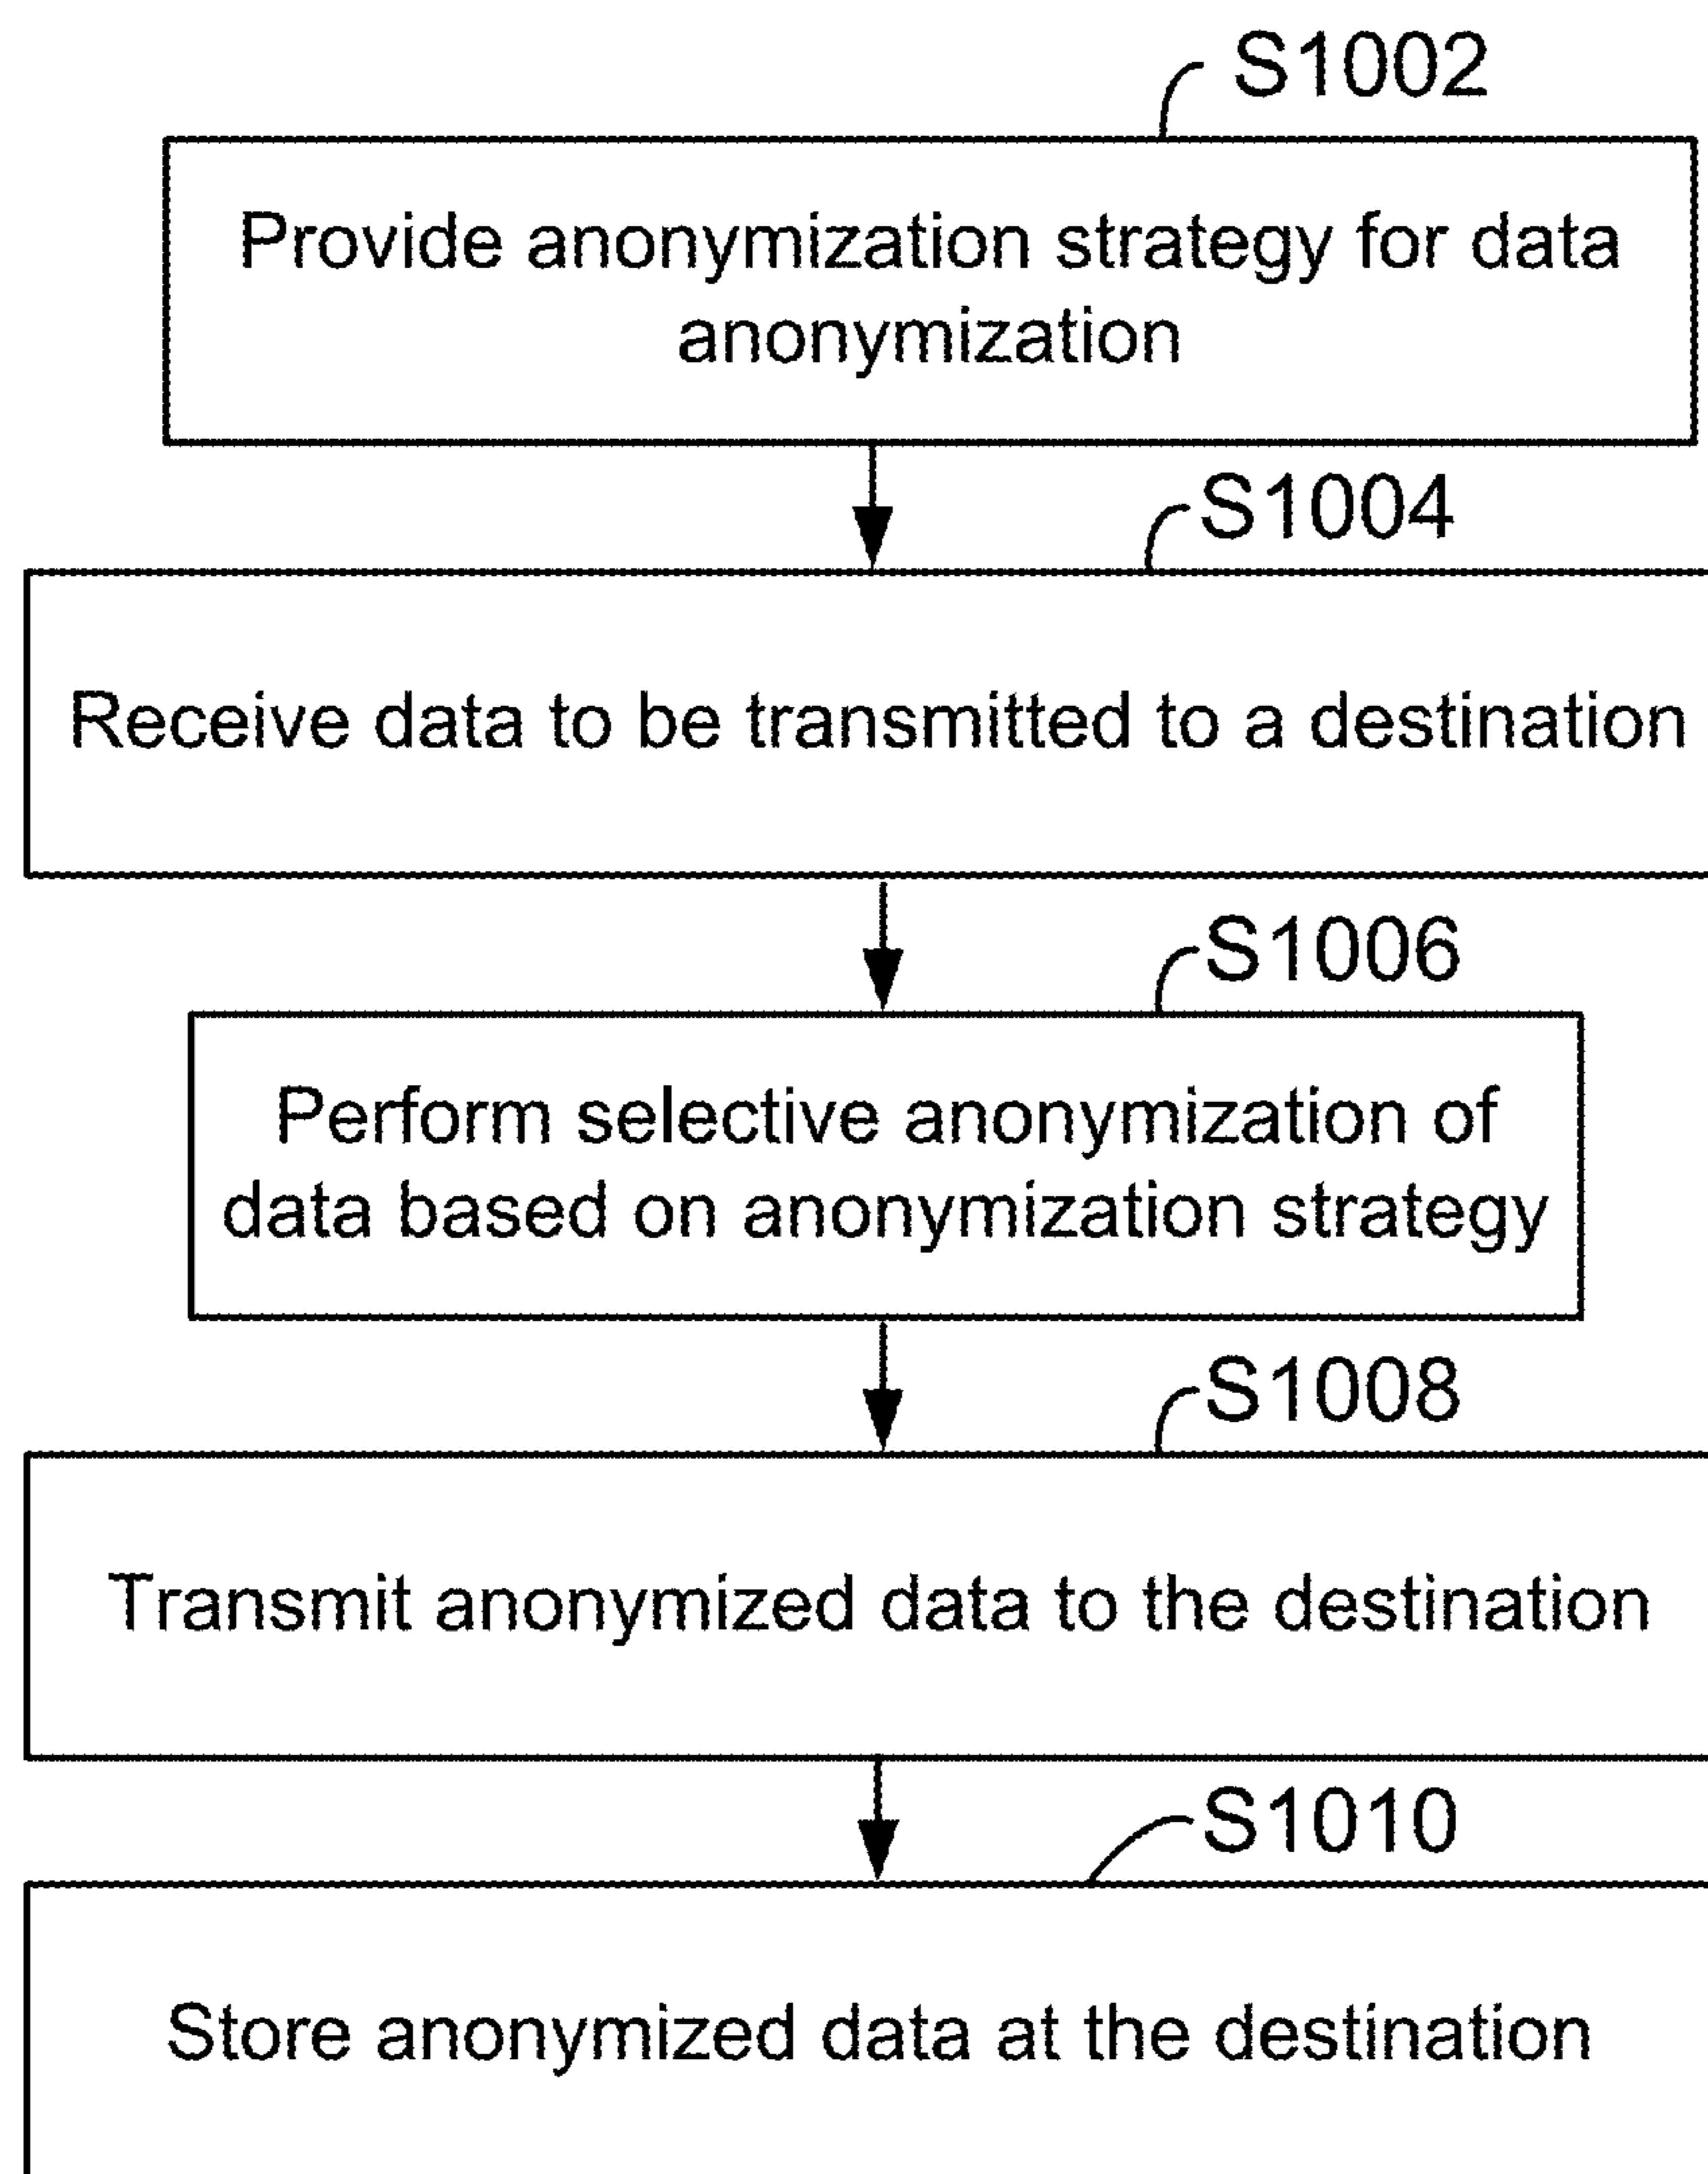 S1002
Provide anonymization strategy for data
anonymization
S1004
Receive data to be transmitted to a destination
S1006
Perform selective anonymization of
data based on anonymization strategy
S1008
Transmit anonymized data to the destination
S1010
Store anonymized data at the destination